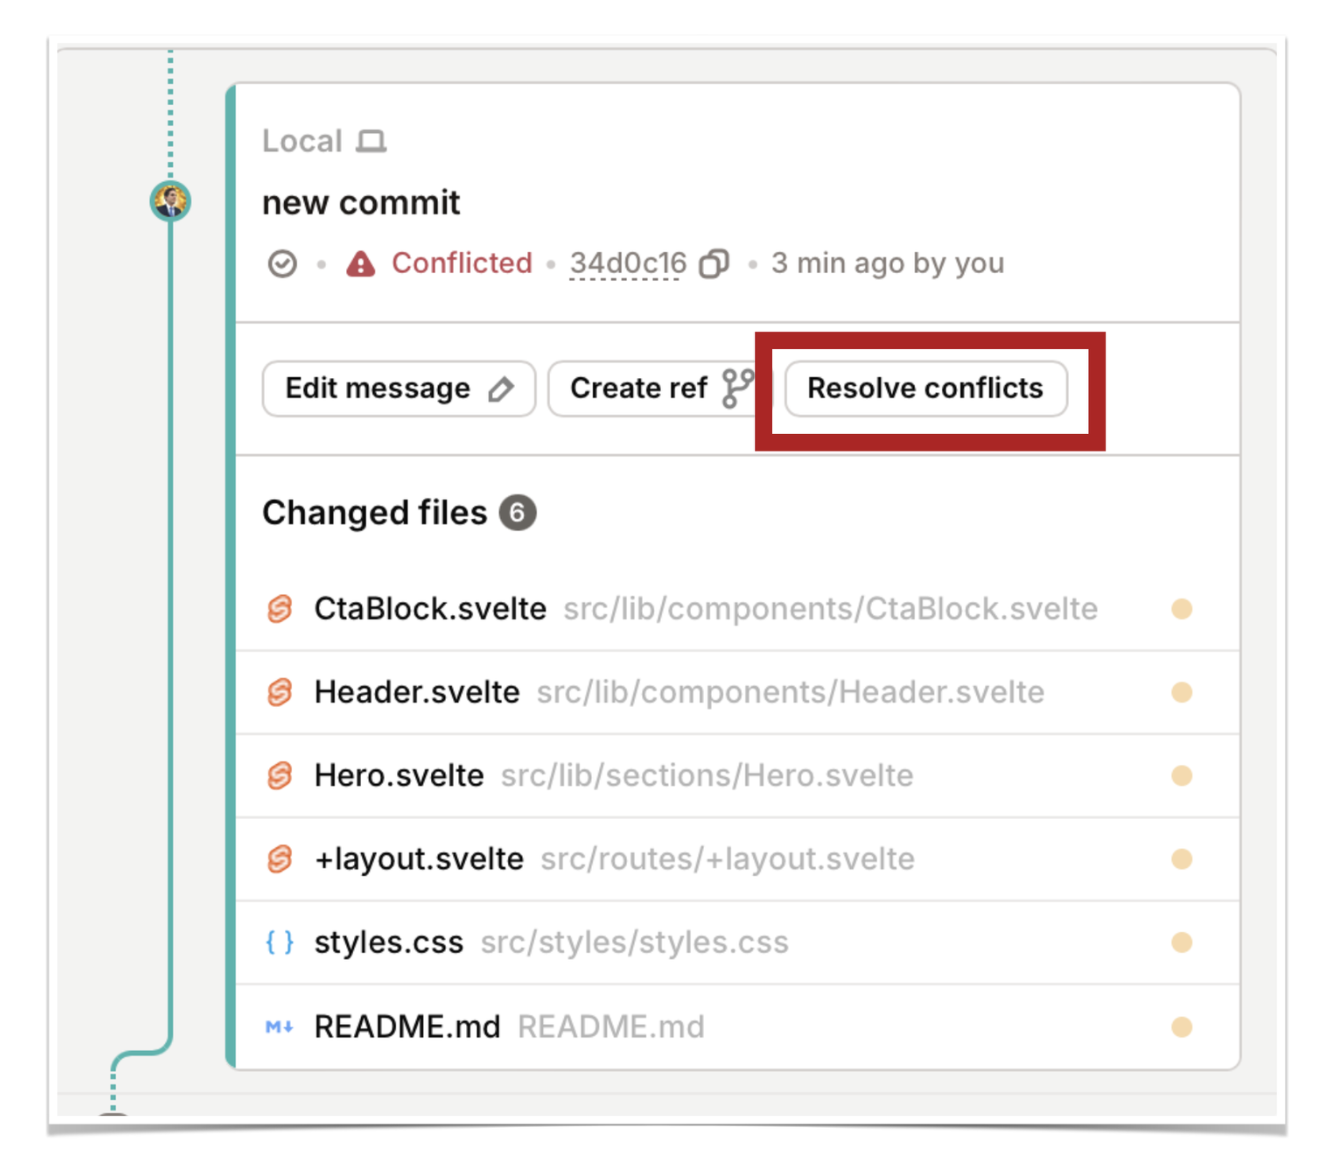 Local
new commit
Conflicted • 34d0c16 • 3 min ago by you
Edit message Create ref Resolve conflicts
Changed files 6
CtaBlock.svelte src/lib/components/CtaBlock.svelte
Header.svelte src/lib/components/Header.svelte
Hero.svelte src/lib/sections/Hero.svelte
+layout.svelte src/routes/+layout.svelte
{ } styles.css src/styles/styles.css
M↓ README.md README.md